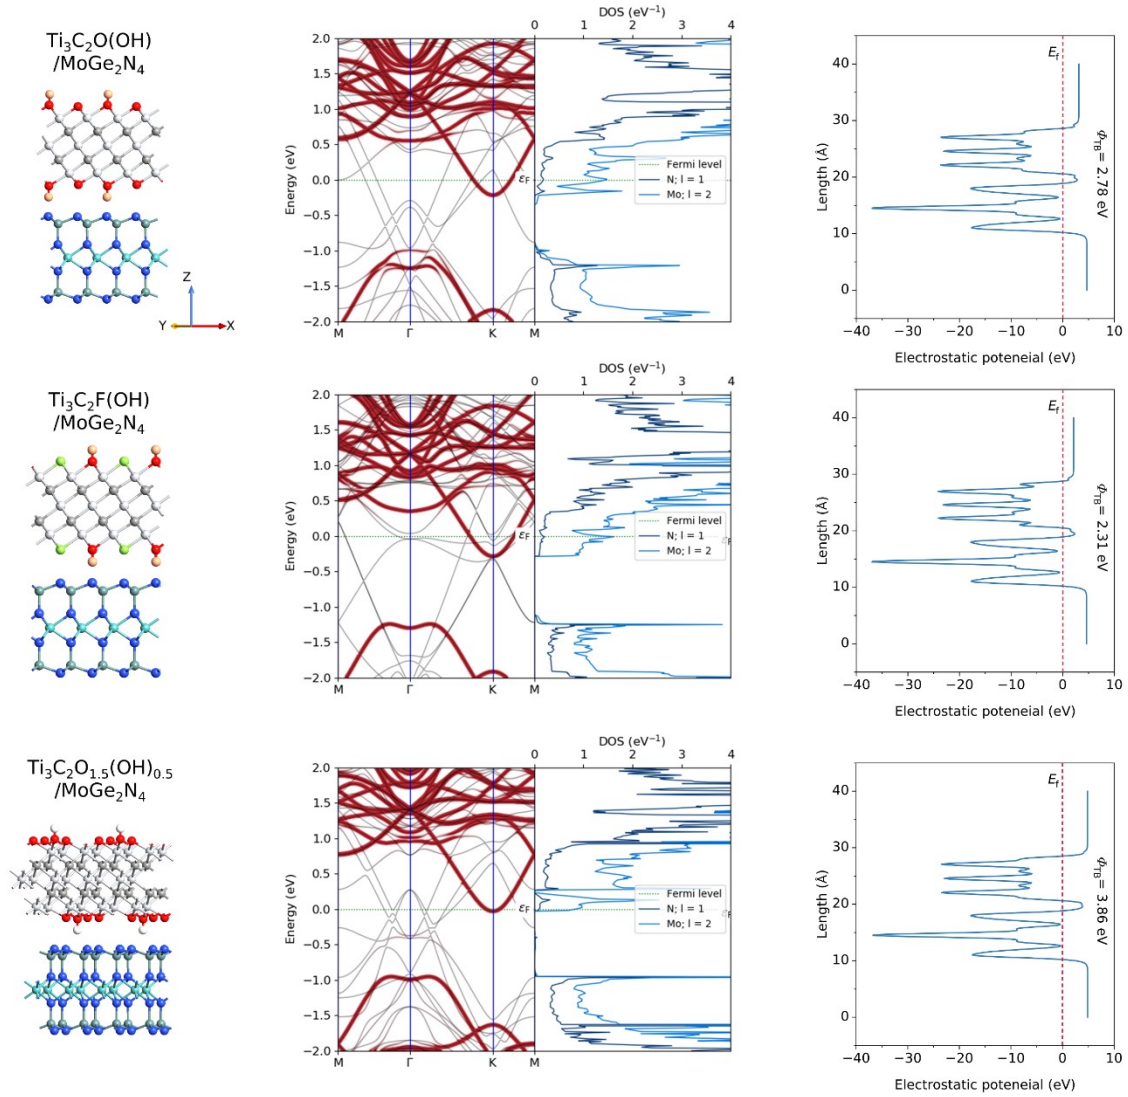 Ti3C2O(OH)
/MoGe2N4
Z
Y
X
DOS (eV−1)
0 1 2 3 4
2.0
1.5
1.0
0.5
0.0
−0.5
−1.0
−1.5
−2.0
Energy (eV)
M Γ K M
εF
Fermi level
N; l = 1
Mo; l = 2
Ef
40
30
20
10
0
Length (Å)
ΦTB= 2.78 eV
−40 −30 −20 −10 0 10
Electrostatic poteneial (eV)
Ti3C2F(OH)
/MoGe2N4
DOS (eV−1)
0 1 2 3 4
2.0
1.5
1.0
0.5
0.0
−0.5
−1.0
−1.5
−2.0
Energy (eV)
M Γ K M
εF
Fermi level
N; l = 1
Mo; l = 2
εF
Ef
40
30
20
10
0
Length (Å)
ΦTB= 2.31 eV
−40 −30 −20 −10 0 10
Electrostatic poteneial (eV)
Ti3C2O1.5(OH)0.5
/MoGe2N4
DOS (eV−1)
0 1 2 3 4
2.0
1.5
1.0
0.5
0.0
−0.5
−1.0
−1.5
−2.0
Energy (eV)
M Γ K M
εF
Fermi level
N; l = 1
Mo; l = 2
εF
Ef
40
30
20
10
0
Length (Å)
ΦTB= 3.86 eV
−40 −30 −20 −10 0 10
Electrostatic poteneial (eV)